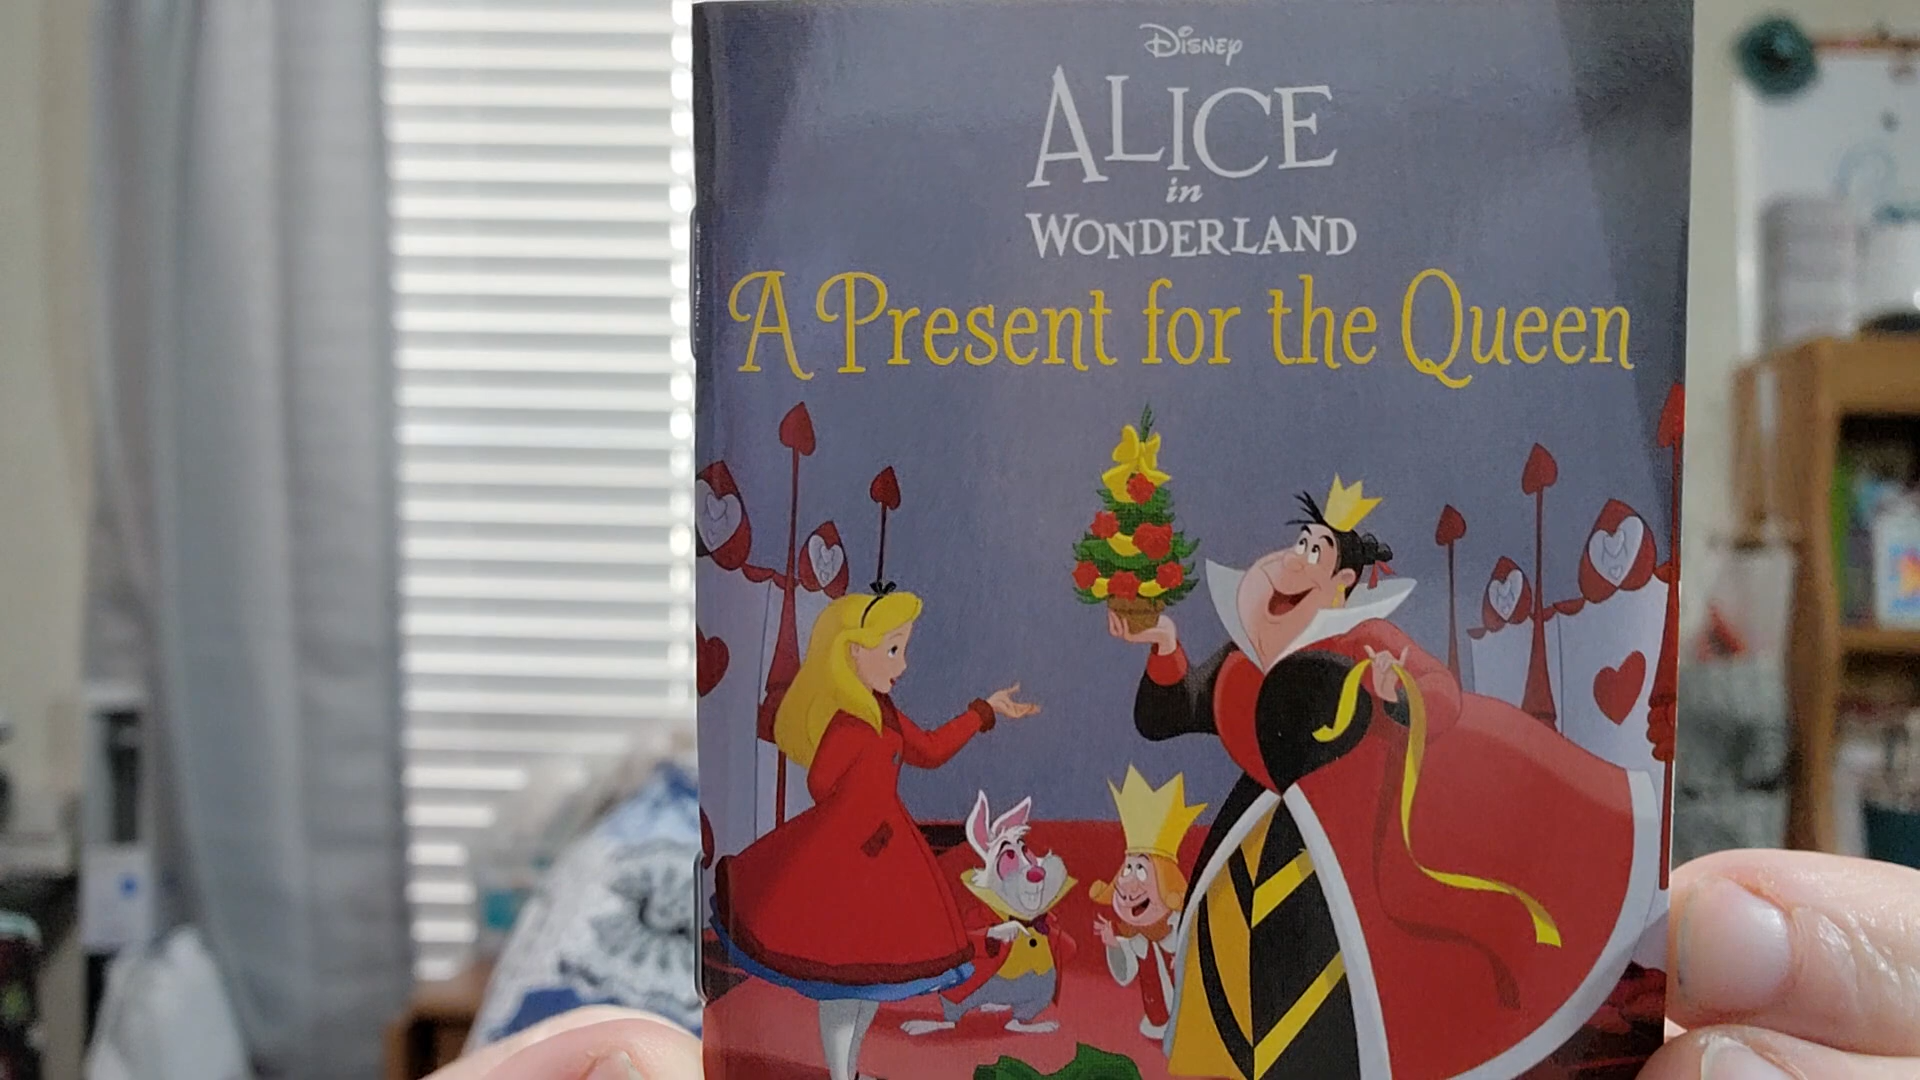 Disney
ALICE
in
WONDERLAND
A Present for the Queen